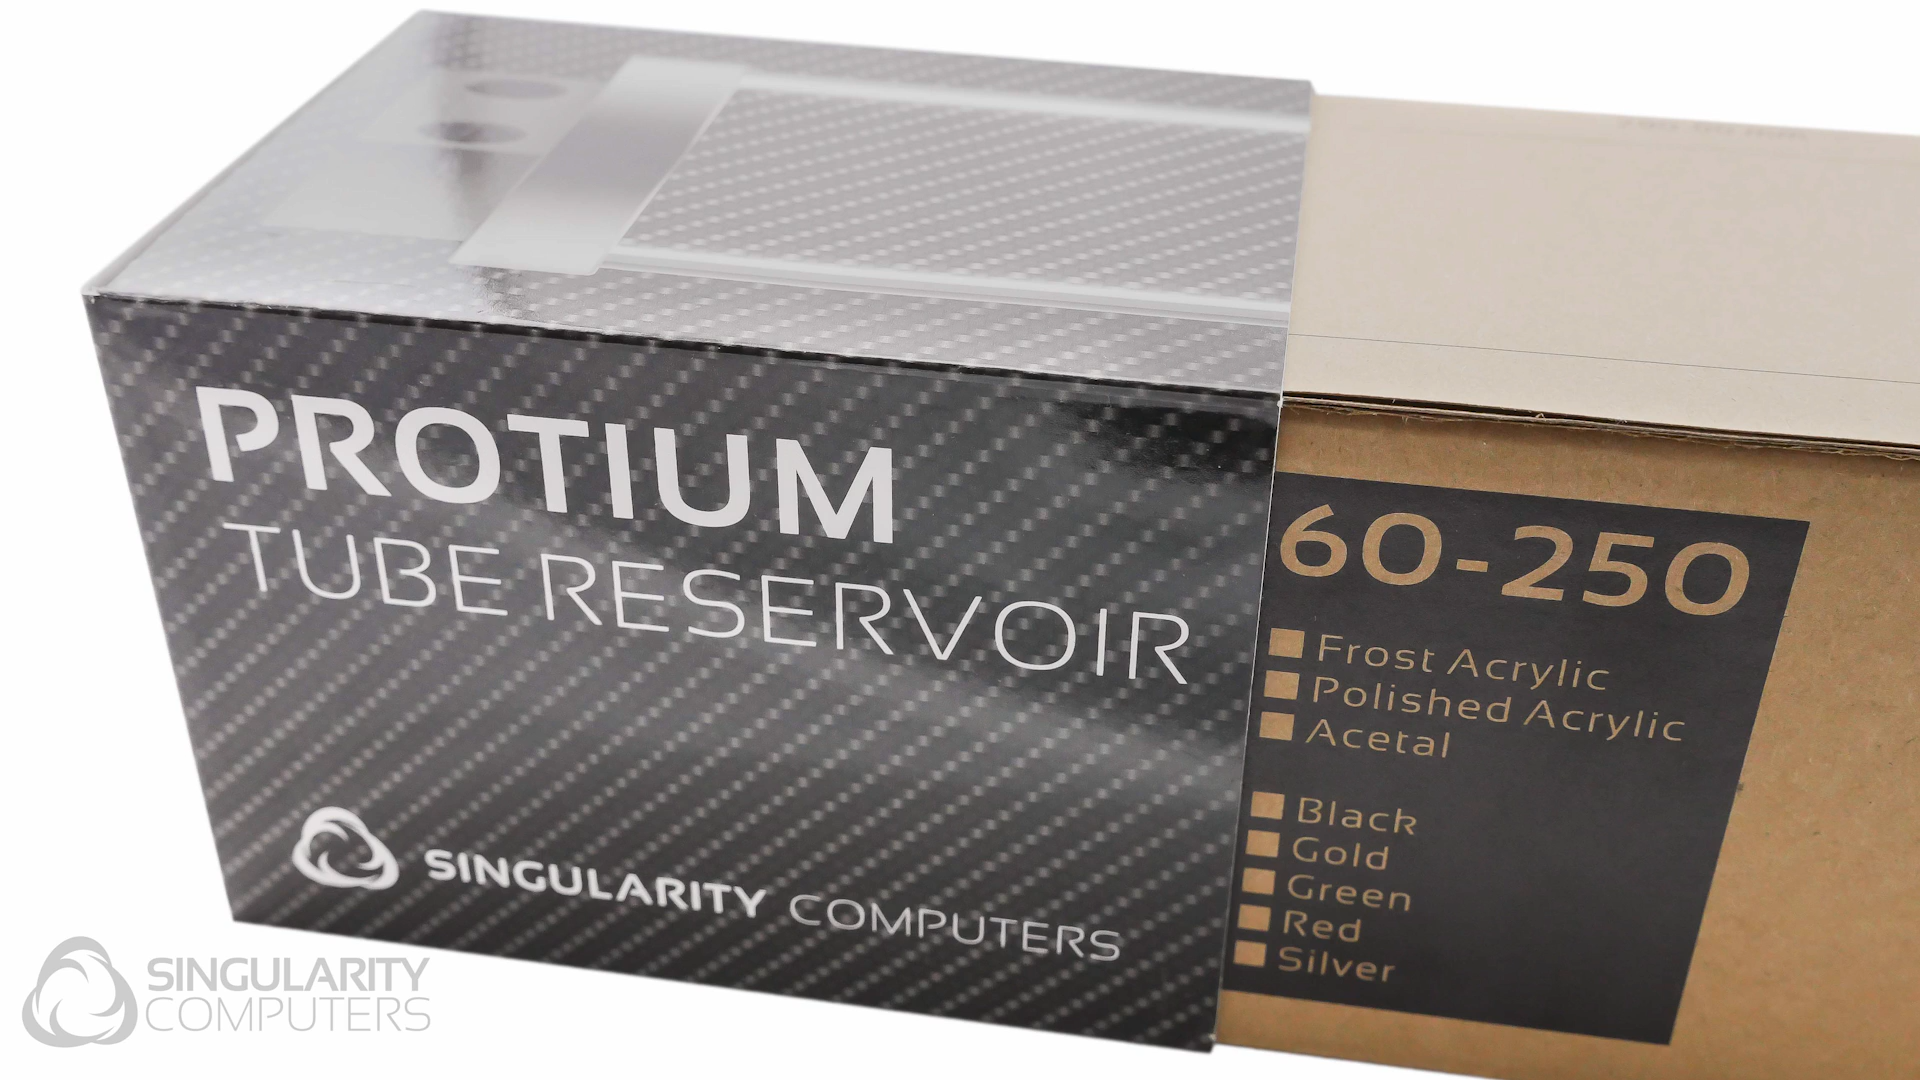 PROTIUM
TUBE RESERVOIR
SINGULARITY COMPUTERS
60-250
Frost Acrylic
Polished Acrylic
Acetal
Black
Gold
Green
Red
Silver
SINGULARITY
COMPUTERS